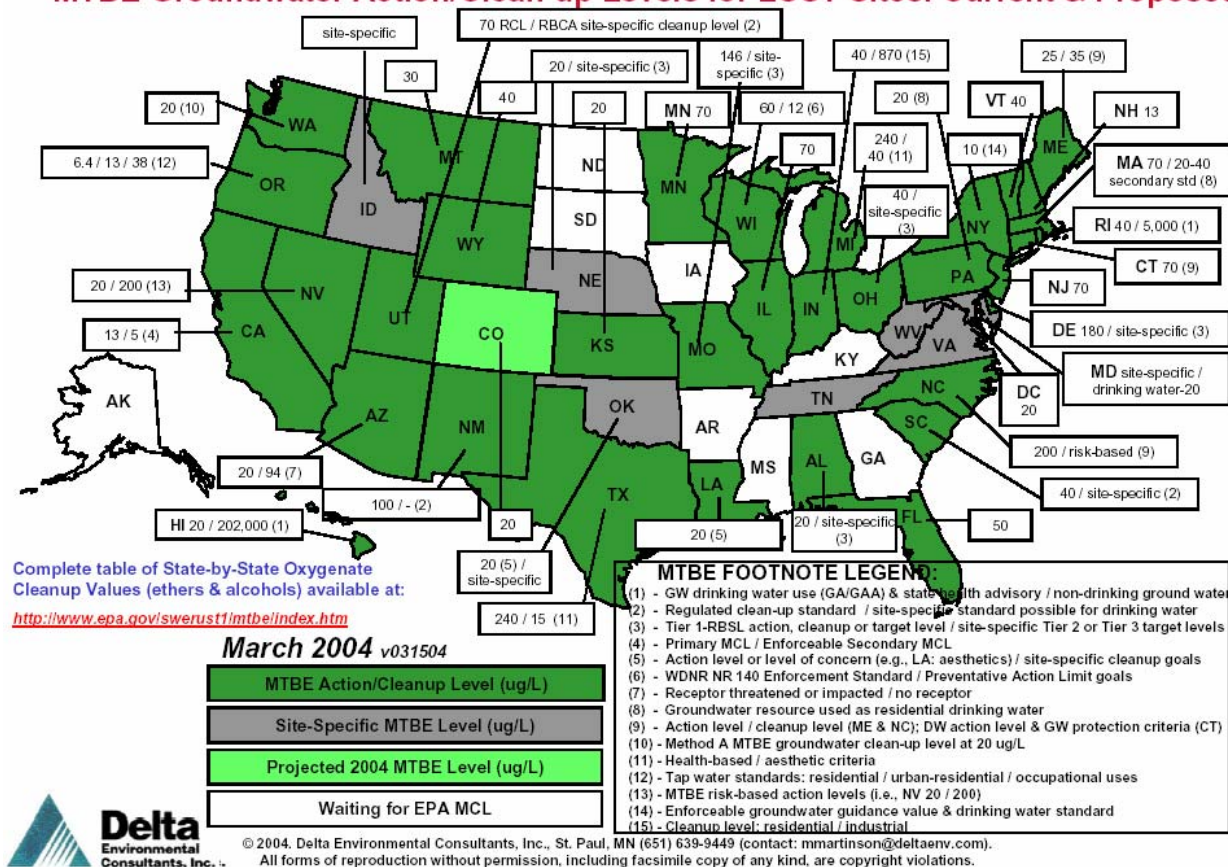 MTBE Groundwater Action/Clean-up Levels for LUST Sites: Current & Proposed
site-specific
70 RCL / RBCA site-specific cleanup level (2)
30
20 / site-specific (3)
146 / site-
specific (3)
40 / 870 (15)
25 / 35 (9)
20 (10)
40
20
MN 70
60 / 12 (6)
20 (8)
VT 40
NH 13
6.4 / 13 / 38 (12)
70
240 /
40 (11)
10 (14)
MA 70 / 20-40
secondary std (8)
40 /
site-specific
(3)
RI 40 / 5,000 (1)
CT 70 (9)
NJ 70
20 / 200 (13)
13 / 5 (4)
DE 180 / site-specific (3)
MD site-specific /
drinking water-20
DC
20
WA
MT
ND
MN
ME
OR
ID
SD
WI
MI
NY
WY
IA
PA
NV
NE
IL
IN
OH
UT
CO
CA
KS
MO
WV
VA
KY
AK
AZ
NM
OK
TN
NC
AR
SC
TX
LA
MS
AL
GA
FL
20 / 94 (7)
100 / - (2)
200 / risk-based (9)
40 / site-specific (2)
HI 20 / 202,000 (1)
20
20 (5) /
site-specific
20 (5)
20 / site-specific
(3)
50
240 / 15 (11)
Complete table of State-by-State Oxygenate
Cleanup Values (ethers & alcohols) available at:
http://www.epa.gov/swerust1/mtbe/index.htm
March 2004 v031504
MTBE Action/Cleanup Level (ug/L)
Site-Specific MTBE Level (ug/L)
Projected 2004 MTBE Level (ug/L)
Waiting for EPA MCL
MTBE FOOTNOTE LEGEND:
(1) - GW drinking water use (GA/GAA) & state health advisory / non-drinking ground water
(2) - Regulated clean-up standard / site-specific standard possible for drinking water
(3) - Tier 1-RBSL action, cleanup or target level / site-specific Tier 2 or Tier 3 target levels
(4) - Primary MCL / Enforceable Secondary MCL
(5) - Action level or level of concern (e.g., LA: aesthetics) / site-specific cleanup goals
(6) - WDNR NR 140 Enforcement Standard / Preventative Action Limit goals
(7) - Receptor threatened or impacted / no receptor
(8) - Groundwater resource used as residential drinking water
(9) - Action level / cleanup level (ME & NC); DW action level & GW protection criteria (CT)
(10) - Method A MTBE groundwater clean-up level at 20 ug/L
(11) - Health-based / aesthetic criteria
(12) - Tap water standards: residential / urban-residential / occupational uses
(13) - MTBE risk-based action levels (i.e., NV 20 / 200)
(14) - Enforceable groundwater guidance value & drinking water standard
(15) - Cleanup level: residential / industrial
Delta
Environmental
Consultants, Inc.
© 2004. Delta Environmental Consultants, Inc., St. Paul, MN (651) 639-9449 (contact: mmartinson@deltaenv.com).
All forms of reproduction without permission, including facsimile copy of any kind, are copyright violations.